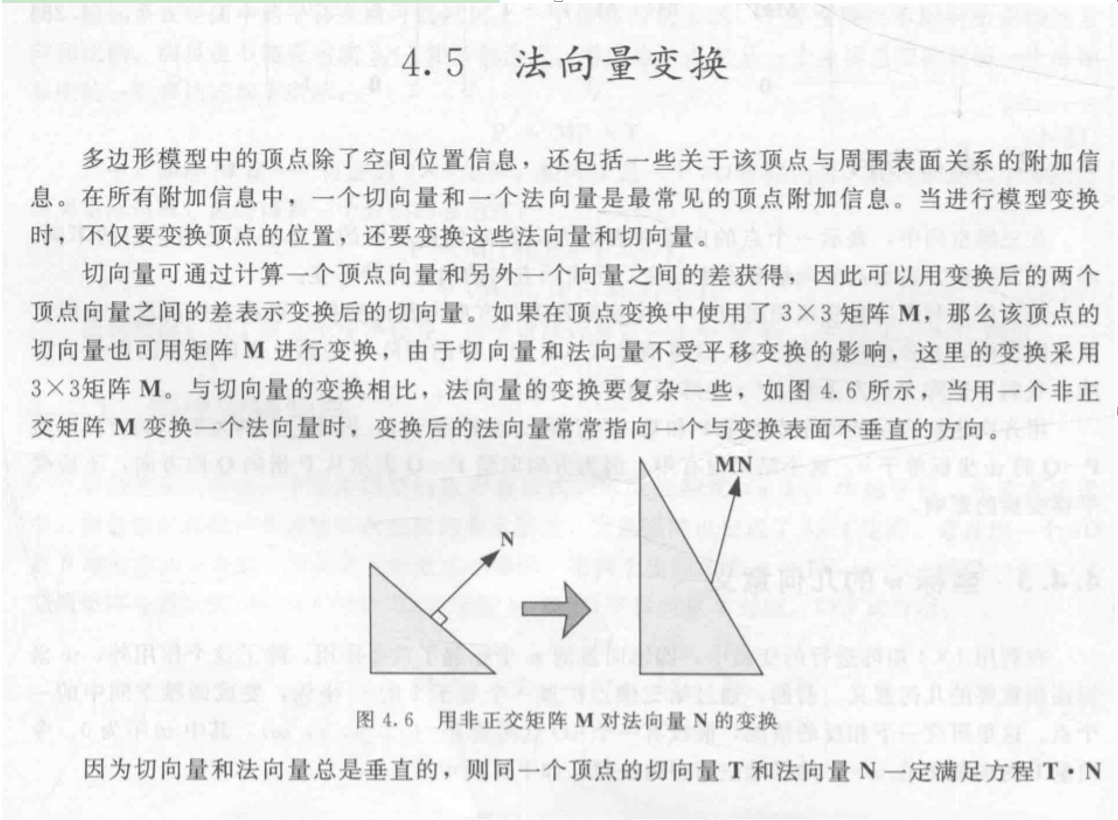 4.5 法向量变换
多边形模型中的顶点除了空间位置信息，还包括一些关于该顶点与周围表面关系的附加信
息。在所有附加信息中，一个切向量和一个法向量是最常见的顶点附加信息。当进行模型变换
时，不仅要变换顶点的位置，还要变换这些法向量和切向量。
切向量可通过计算一个顶点向量和另外一个向量之间的差获得，因此可以用变换后的两个
顶点向量之间的差表示变换后的切向量。如果在顶点变换中使用了 3×3 矩阵 M，那么该顶点的
切向量也可用矩阵 M 进行变换，由于切向量和法向量不受平移变换的影响，这里的变换采用
3×3矩阵 M。与切向量的变换相比，法向量的变换要复杂一些，如图 4.6 所示，当用一个非正
交矩阵 M 变换一个法向量时，变换后的法向量常常指向一个与变换表面不垂直的方向。
MN
N
图 4.6 用非正交矩阵 M 对法向量 N 的变换
因为切向量和法向量总是垂直的，则同一个顶点的切向量 T 和法向量 N 一定满足方程 T•N